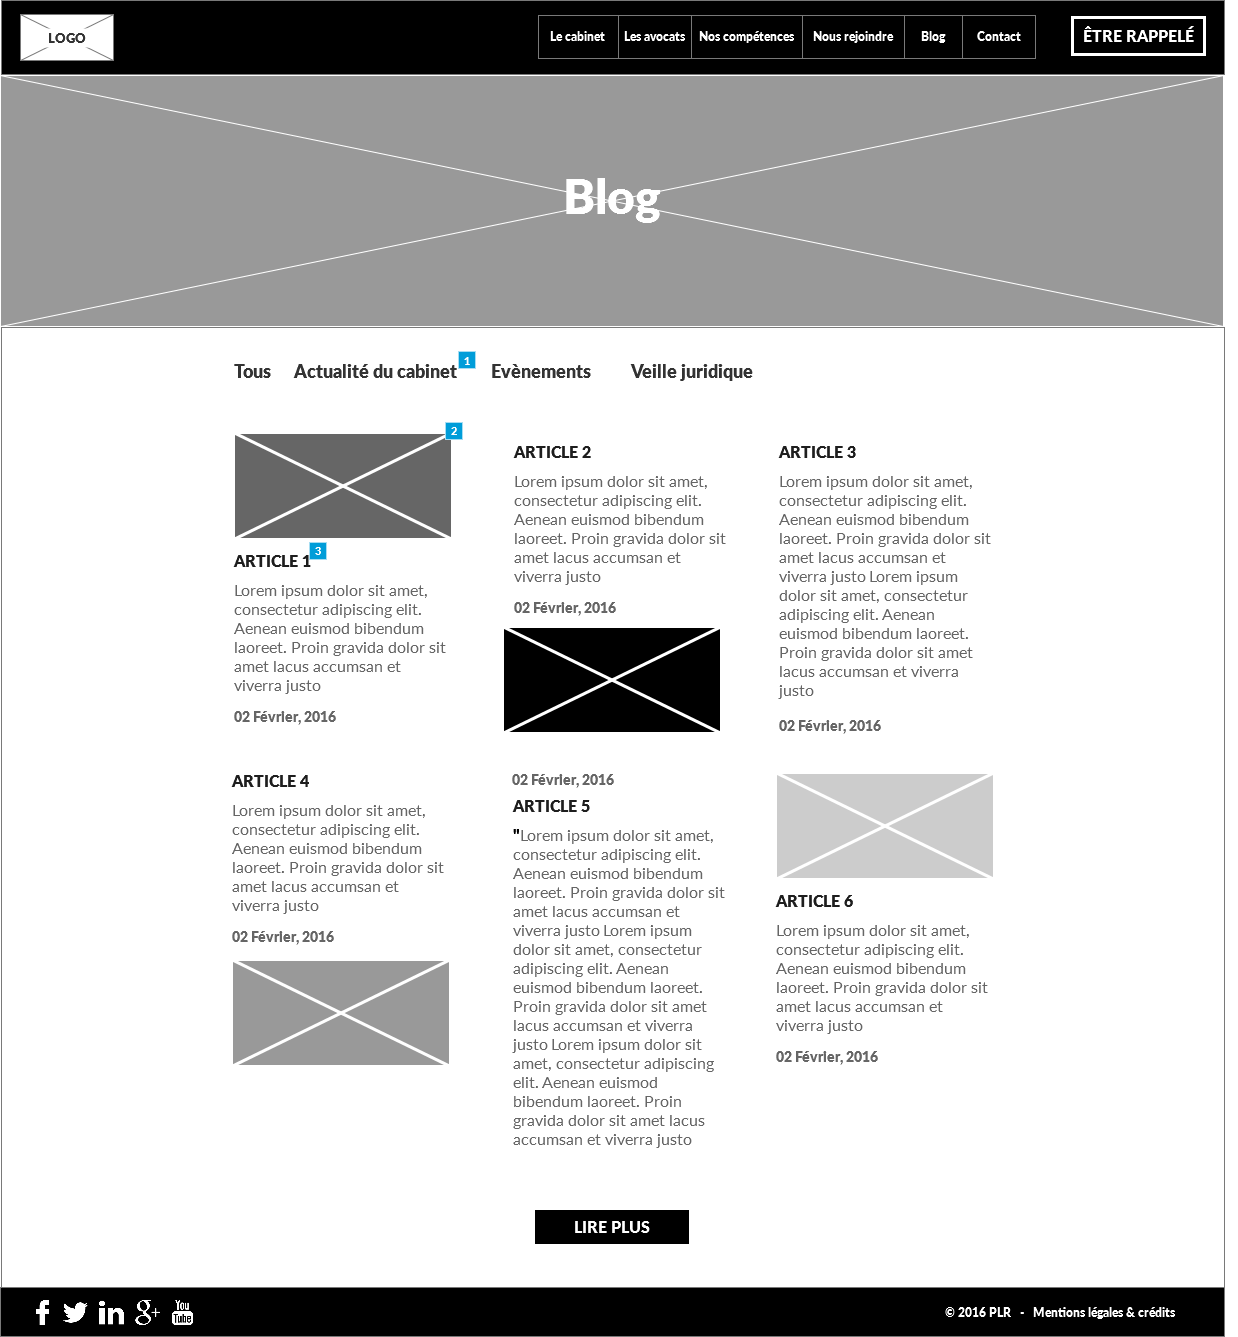 LOGO
Le cabinet
Les avocats
Nos compétences
Nous rejoindre
Blog
Contact
ÊTRE RAPPELÉ
Blog
Tous
Actualité du cabinet
1
Evènements
Veille juridique
2
ARTICLE 1
3
Lorem ipsum dolor sit amet,
consectetur adipiscing elit.
Aenean euismod bibendum
laoreet. Proin gravida dolor sit
amet lacus accumsan et
viverra justo
02 Février, 2016
ARTICLE 2
Lorem ipsum dolor sit amet,
consectetur adipiscing elit.
Aenean euismod bibendum
laoreet. Proin gravida dolor sit
amet lacus accumsan et
viverra justo
02 Février, 2016
ARTICLE 3
Lorem ipsum dolor sit amet,
consectetur adipiscing elit.
Aenean euismod bibendum
laoreet. Proin gravida dolor sit
amet lacus accumsan et
viverra justo Lorem ipsum
dolor sit amet, consectetur
adipiscing elit. Aenean
euismod bibendum laoreet.
Proin gravida dolor sit amet
lacus accumsan et viverra
justo
02 Février, 2016
ARTICLE 4
Lorem ipsum dolor sit amet,
consectetur adipiscing elit.
Aenean euismod bibendum
laoreet. Proin gravida dolor sit
amet lacus accumsan et
viverra justo
02 Février, 2016
02 Février, 2016
ARTICLE 5
"Lorem ipsum dolor sit amet,
consectetur adipiscing elit.
Aenean euismod bibendum
laoreet. Proin gravida dolor sit
amet lacus accumsan et
viverra justo Lorem ipsum
dolor sit amet, consectetur
adipiscing elit. Aenean
euismod bibendum laoreet.
Proin gravida dolor sit amet
lacus accumsan et viverra
justo Lorem ipsum dolor sit
amet, consectetur adipiscing
elit. Aenean euismod
bibendum laoreet. Proin
gravida dolor sit amet lacus
accumsan et viverra justo
ARTICLE 6
Lorem ipsum dolor sit amet,
consectetur adipiscing elit.
Aenean euismod bibendum
laoreet. Proin gravida dolor sit
amet lacus accumsan et
viverra justo
02 Février, 2016
LIRE PLUS
You
Tube
© 2016 PLR - Mentions légales & crédits